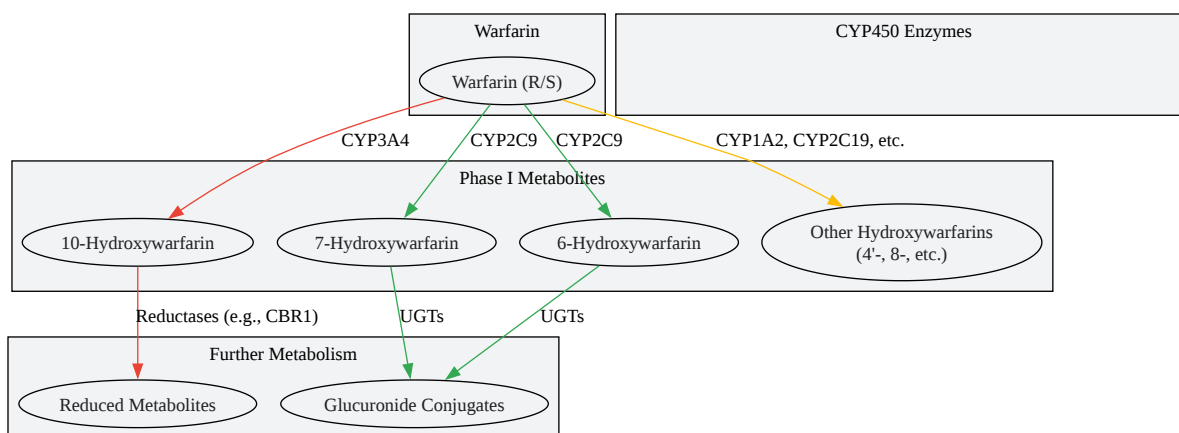 Warfarin
CYP450 Enzymes
Warfarin (R/S)
CYP3A4
CYP2C9
CYP2C9
CYP1A2, CYP2C19, etc.
Phase I Metabolites
10-Hydroxywarfarin
7-Hydroxywarfarin
6-Hydroxywarfarin
Other Hydroxywarfarins
(4'-, 8-, etc.)
Reductases (e.g., CBR1)
UGTs
UGTs
Further Metabolism
Reduced Metabolites
Glucuronide Conjugates